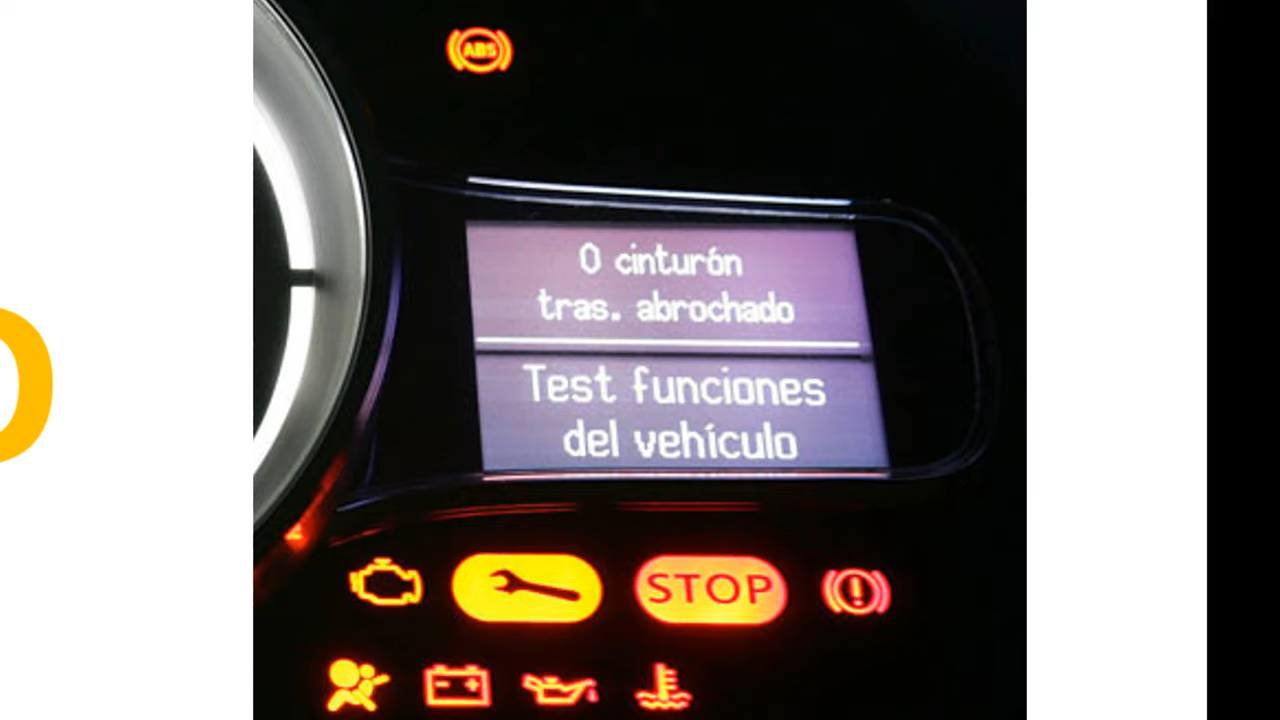 ABS
0 cinturón
tras. abrochado
Test funciones
del vehículo
STOP